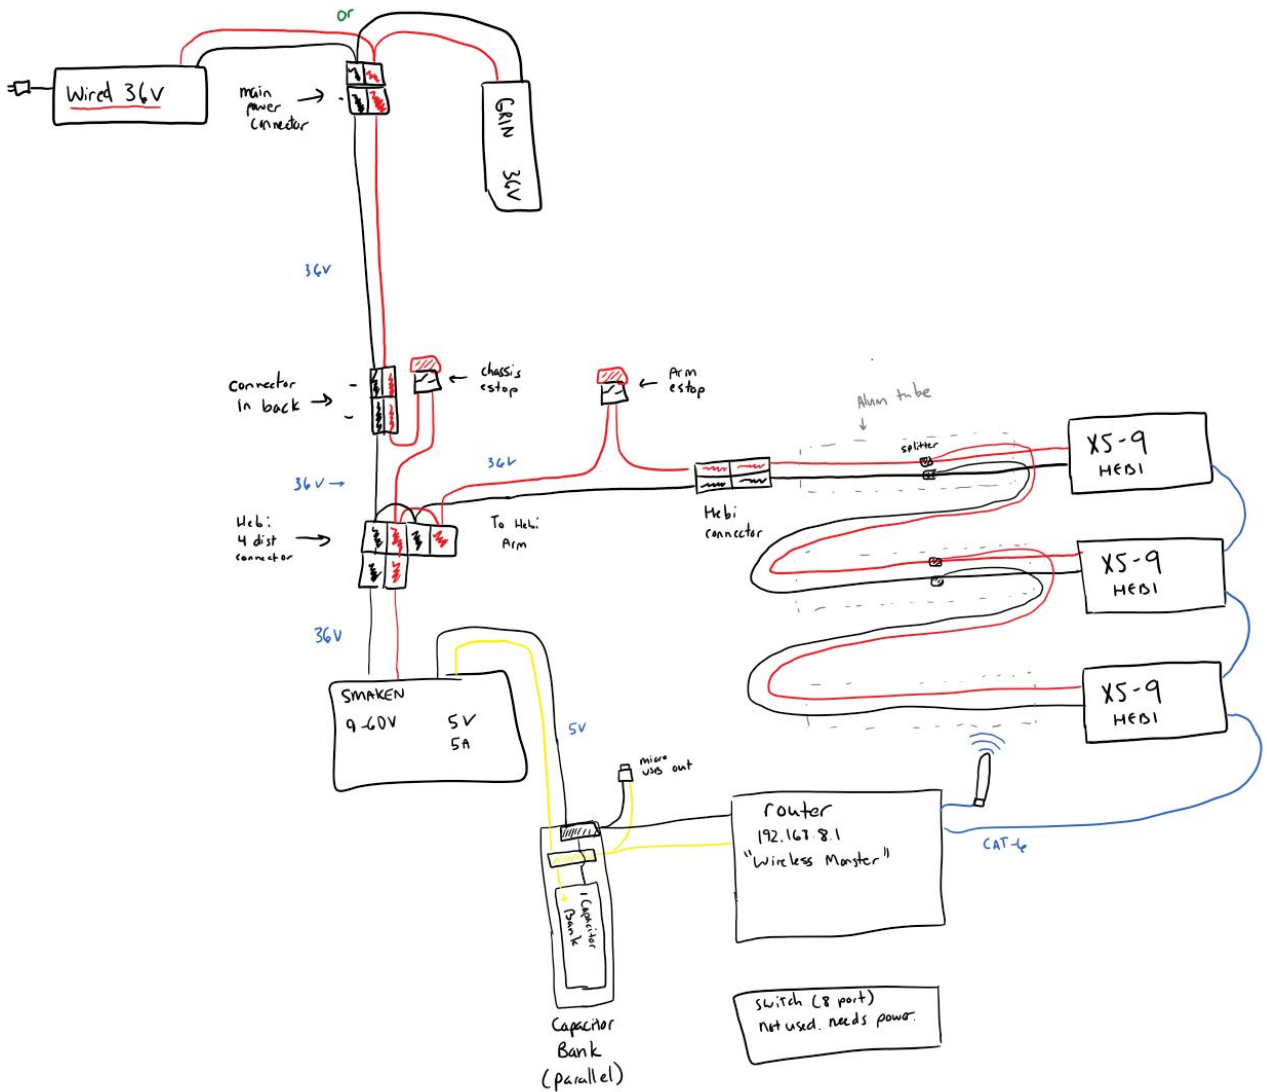 or
Wired 36V
main
power
connector
GRIN 36V
36V
connector
in back
chassis
estop
Arm
estop
Alum tube
splitter
X5-9
HEBI
36V
36V
Hebi
4 dist
connector
To Hebi
Arm
Hebi
connector
X5-9
HEBI
36V
X5-9
HEBI
SMAKEN
9-60V
5V
5A
5V
micro
USB out
router
192.168.8.1
"Wireless Monster"
CAT-6
Capacitor
Bank
Capacitor
Bank
(parallel)
switch (8 port)
not used. needs power.